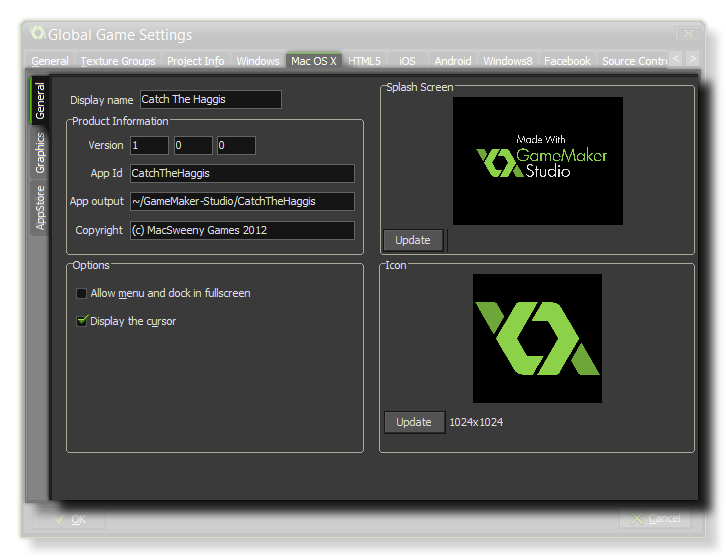 Global Game Settings
General Texture Groups Project Info Windows Mac OS X HTML5 iOS Android Windows8 Facebook Source Contro
General
Graphics
AppStore
Display name Catch The Haggis
Product Information
Version 1 0 0
App Id CatchTheHaggis
App output ~/GameMaker-Studio/CatchTheHaggis
Copyright (c) MacSweeny Games 2012
Options
Allow menu and dock in fullscreen
Display the cursor
Splash Screen
Made With
GameMaker
Studio
Update
Icon
Update 1024x1024
OK
Cancel